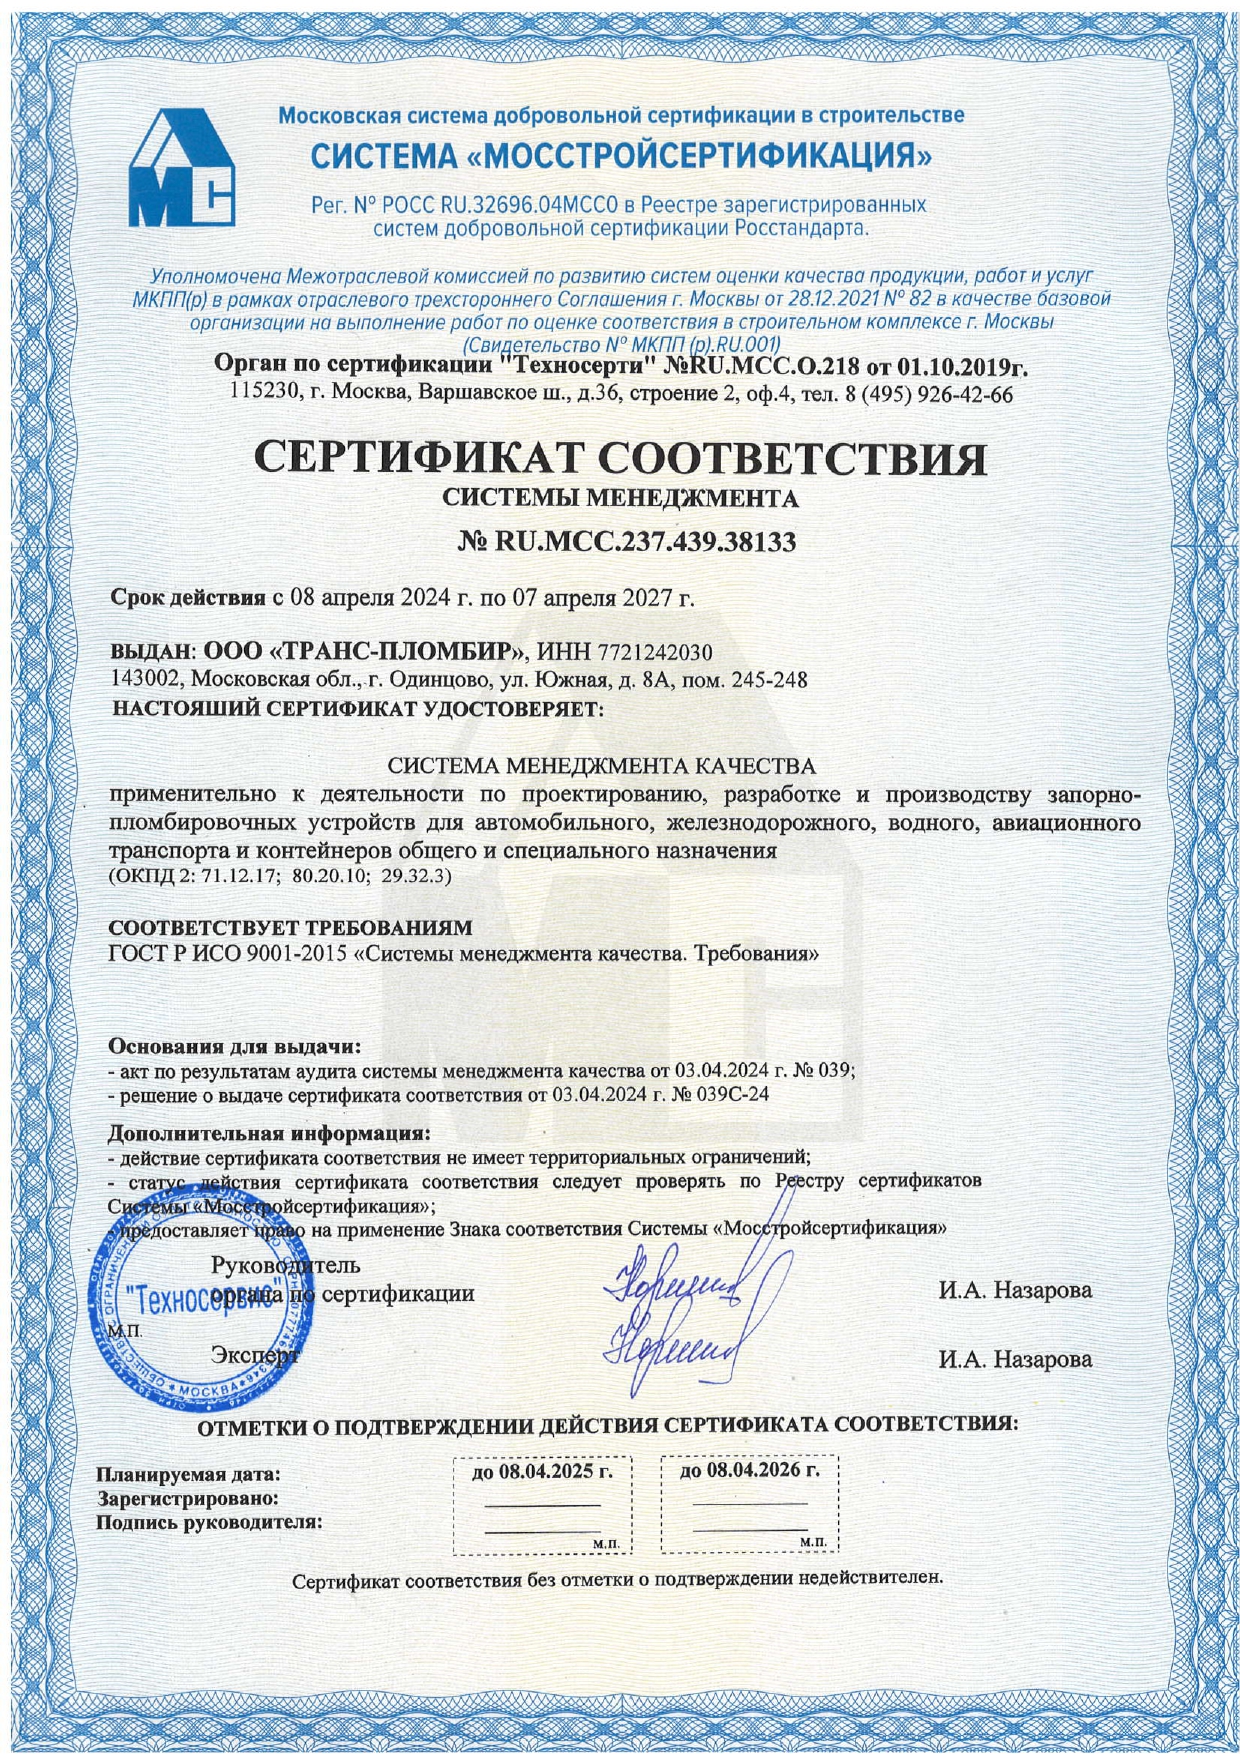 Московская система добровольной сертификации в строительстве
СИСТЕМА «МОССТРОЙСЕРТИФИКАЦИЯ»
Рег. № РОСС RU.32696.04МСС0 в Реестре зарегистрированных
систем добровольной сертификации Росстандарта.
МС
Уполномочена Межотраслевой комиссией по развитию систем оценки качества продукции, работ и услуг
МКПП(р) в рамках отраслевого трехстороннего Соглашения г. Москвы от 28.12.2021 № 82 в качестве базовой
организации на выполнение работ по оценке соответствия в строительном комплексе г. Москвы
(Свидетельство № МКПП (р).RU.001)
Орган по сертификации "Техносерти" №RU.МСС.О.218 от 01.10.2019г.
115230, г. Москва, Варшавское ш., д.36, строение 2, оф.4, тел. 8 (495) 926-42-66
СЕРТИФИКАТ СООТВЕТСТВИЯ
СИСТЕМЫ МЕНЕДЖМЕНТА
№ RU.МСС.237.439.38133
Срок действия с 08 апреля 2024 г. по 07 апреля 2027 г.
ВЫДАН: ООО «ТРАНС-ПЛОМБИР», ИНН 7721242030
143002, Московская обл., г. Одинцово, ул. Южная, д. 8А, пом. 245-248
НАСТОЯШИЙ СЕРТИФИКАТ УДОСТОВЕРЯЕТ:
СИСТЕМА МЕНЕДЖМЕНТА КАЧЕСТВА
применительно к деятельности по проектированию, разработке и производству запорно-
пломбировочных устройств для автомобильного, железнодорожного, водного, авиационного
транспорта и контейнеров общего и специального назначения
(ОКПД 2: 71.12.17; 80.20.10; 29.32.3)
СООТВЕТСТВУЕТ ТРЕБОВАНИЯМ
ГОСТ Р ИСО 9001-2015 «Системы менеджмента качества. Требования»
Основания для выдачи:
- акт по результатам аудита системы менеджмента качества от 03.04.2024 г. № 039;
- решение о выдаче сертификата соответствия от 03.04.2024 г. № 039С-24
Дополнительная информация:
- действие сертификата соответствия не имеет территориальных ограничений;
- статус действия сертификата соответствия следует проверять по Реестру сертификатов
Системы «Мосстройсертификация»;
- предоставляет право на применение Знака соответствия Системы «Мосстройсертификация»
Руководитель
органа по сертификации
И.А. Назарова
"Техносервис"
МОСКВА
М.П.
Эксперт
И.А. Назарова
ОТМЕТКИ О ПОДТВЕРЖДЕНИИ ДЕЙСТВИЯ СЕРТИФИКАТА СООТВЕТСТВИЯ:
Планируемая дата:
до 08.04.2025 г.
до 08.04.2026 г.
Зарегистрировано:
Подпись руководителя:
М.П.
М.П.
Сертификат соответствия без отметки о подтверждении недействителен.